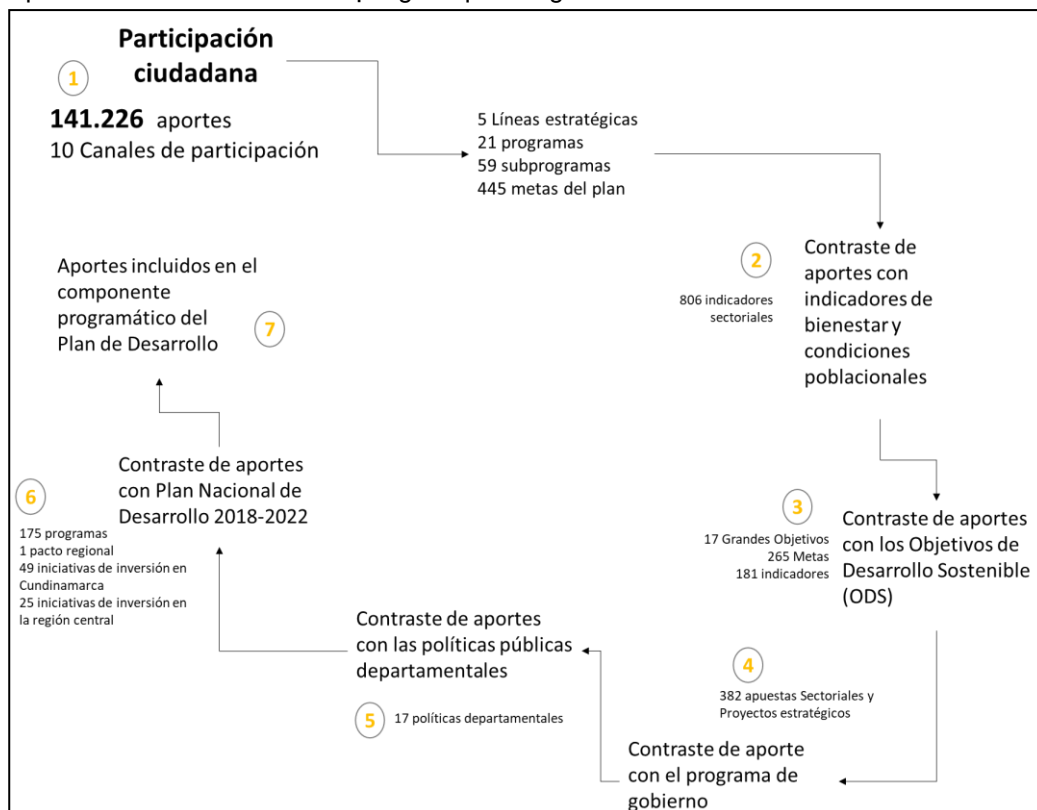 Participación
ciudadana
1
141.226 aportes
10 Canales de participación
5 Líneas estratégicas
21 programas
59 subprogramas
445 metas del plan
2
806 indicadores
sectoriales
Contraste de
aportes con
indicadores de
bienestar y
condiciones
poblacionales
3
17 Grandes Objetivos
265 Metas
181 indicadores
Contraste de aportes
con los Objetivos de
Desarrollo Sostenible
(ODS)
4
382 apuestas Sectoriales y
Proyectos estratégicos
Contraste de aporte
con el programa de
gobierno
Contraste de aportes
con las políticas públicas
departamentales
5
17 políticas departamentales
Contraste de aportes
con Plan Nacional de
Desarrollo 2018-2022
6
175 programas
1 pacto regional
49 iniciativas de inversión en
Cundinamarca
25 iniciativas de inversión en
la región central
Aportes incluidos en el
componente
programático del
Plan de Desarrollo
7